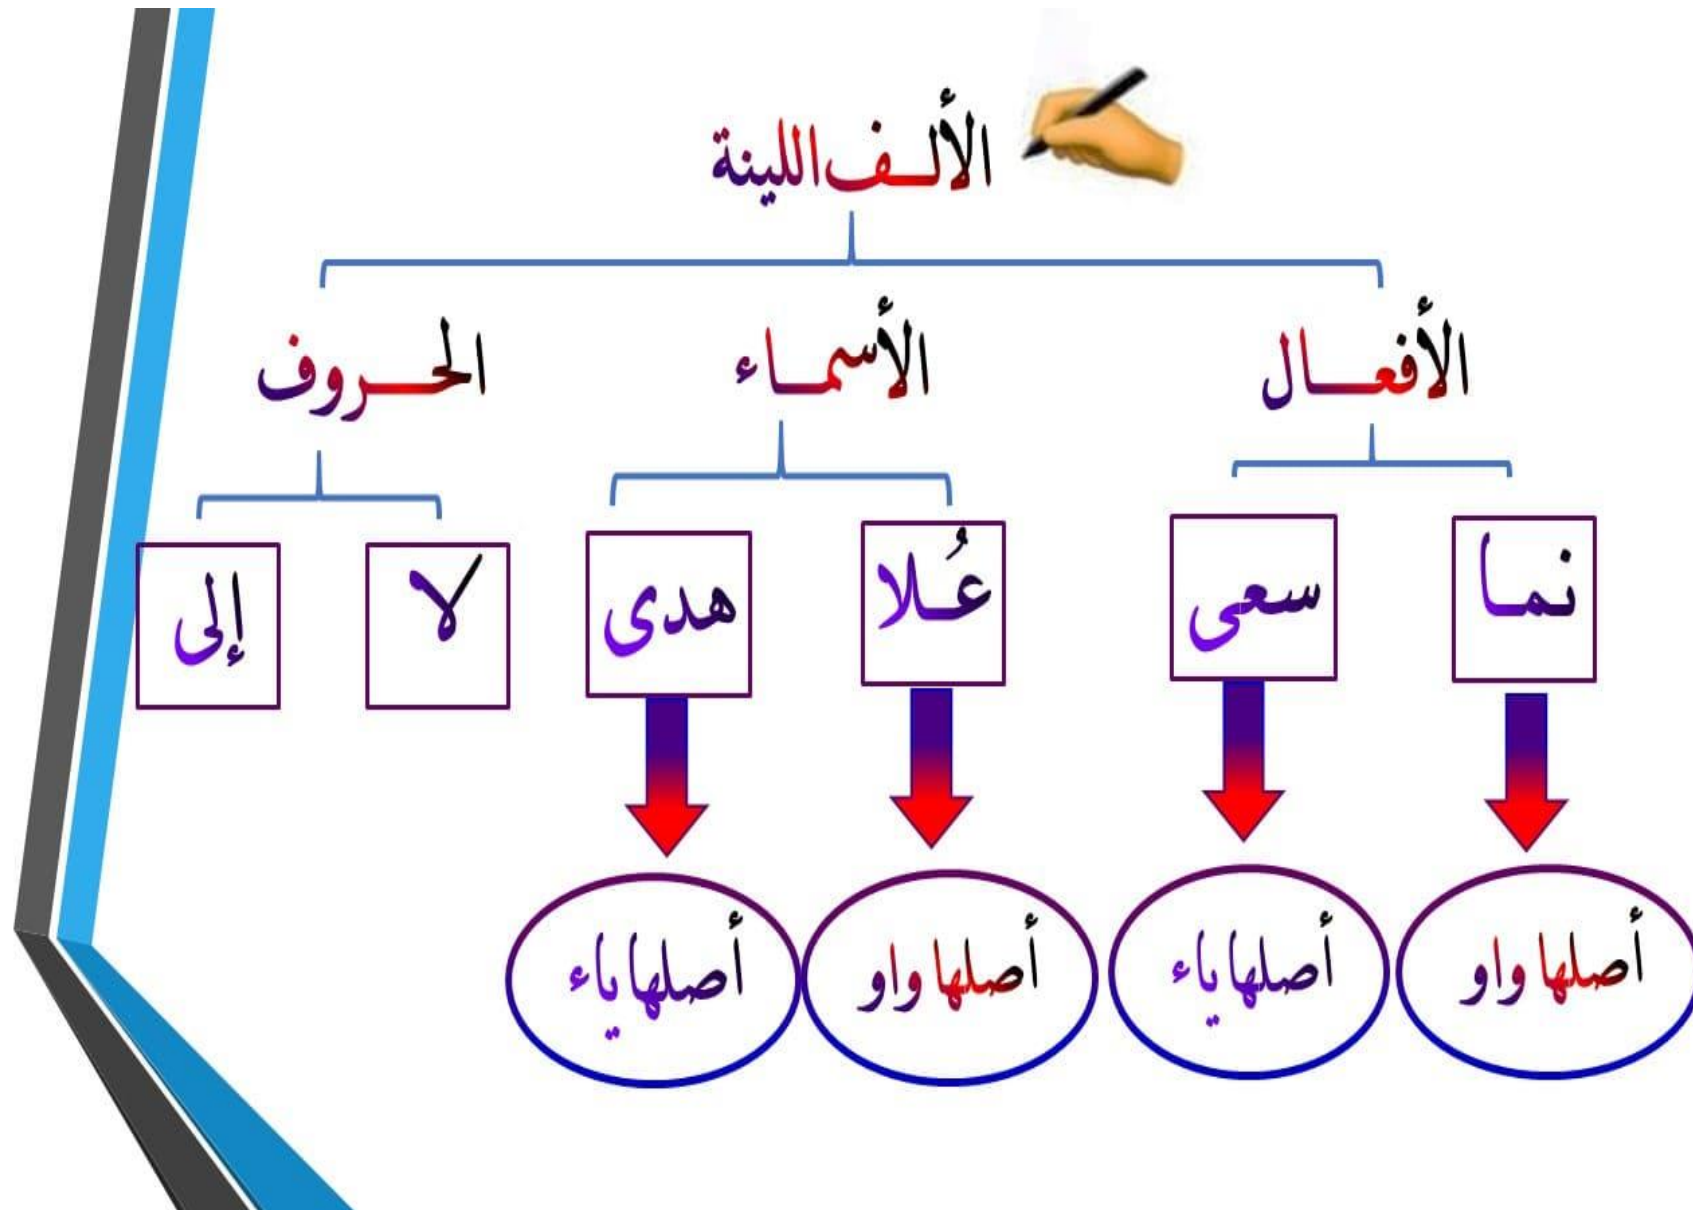 الألف اللينة
الأفعال
الأسماء
الحروف
نما
سعى
عُلا
هدى
لا
إلى
أصلها واو
أصلها ياء
أصلها واو
أصلها ياء